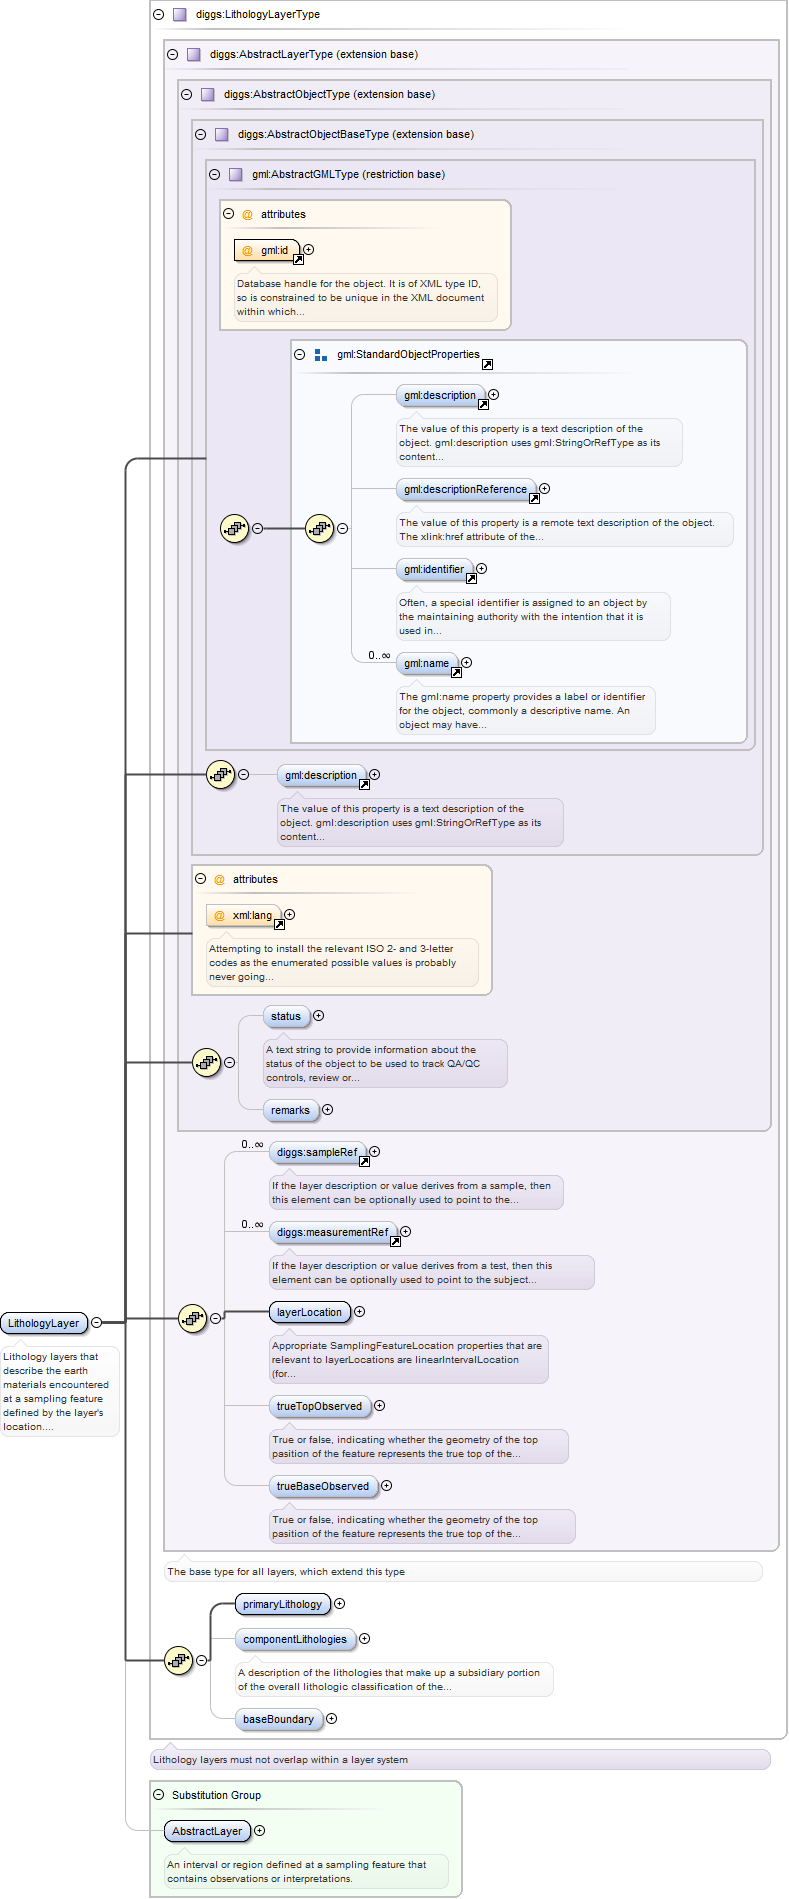 diggs:LithologyLayerType
diggs:AbstractLayerType (extension base)
diggs:AbstractObjectType (extension base)
diggs:AbstractObjectBaseType (extension base)
gml:AbstractGMLType (restriction base)
@ attributes
@ gml:id
Database handle for the object. It is of XML type ID,
so is constrained to be unique in the XML document
within which...
gml:StandardObjectProperties
gml:description
The value of this property is a text description of the
object. gml:description uses gml:StringOrRefType as its
content...
gml:descriptionReference
The value of this property is a remote text description of the object.
The xlink:href attribute of the...
gml:identifier
Often, a special identifier is assigned to an object by
the maintaining authority with the intention that it is
used in...
0..∞
gml:name
The gml:name property provides a label or identifier
for the object, commonly a descriptive name. An
object may have...
gml:description
The value of this property is a text description of the
object. gml:description uses gml:StringOrRefType as its
content...
@ attributes
@ xml:lang
Attempting to install the relevant ISO 2- and 3-letter
codes as the enumerated possible values is probably
never going...
status
A text string to provide information about the
status of the object to be used to track QA/QC
controls, review or...
remarks
0..∞
diggs:sampleRef
If the layer description or value derives from a sample, then
this element can be optionally used to point to the...
0..∞
diggs:measurementRef
If the layer description or value derives from a test, then this
element can be optionally used to point to the subject...
layerLocation
Appropriate SamplingFeatureLocation properties that are
relevant to layerLocations are linearIntervalLocation
(for...
trueTopObserved
True or false, indicating whether the geometry of the top
pasition of the feature represents the true top of the...
trueBaseObserved
True or false, indicating whether the geometry of the top
pasition of the feature represents the true top of the...
LithologyLayer
Lithology layers that
describe the earth
materials encountered
at a sampling feature
defined by the layer's
location....
The base type for all layers, which extend this type
primaryLithology
componentLithologies
A description of the lithologies that make up a subsidiary portion
of the overall lithologic classification of the...
baseBoundary
Lithology layers must not overlap within a layer system
Substitution Group
AbstractLayer
An interval or region defined at a sampling feature that
contains observations or interpretations.